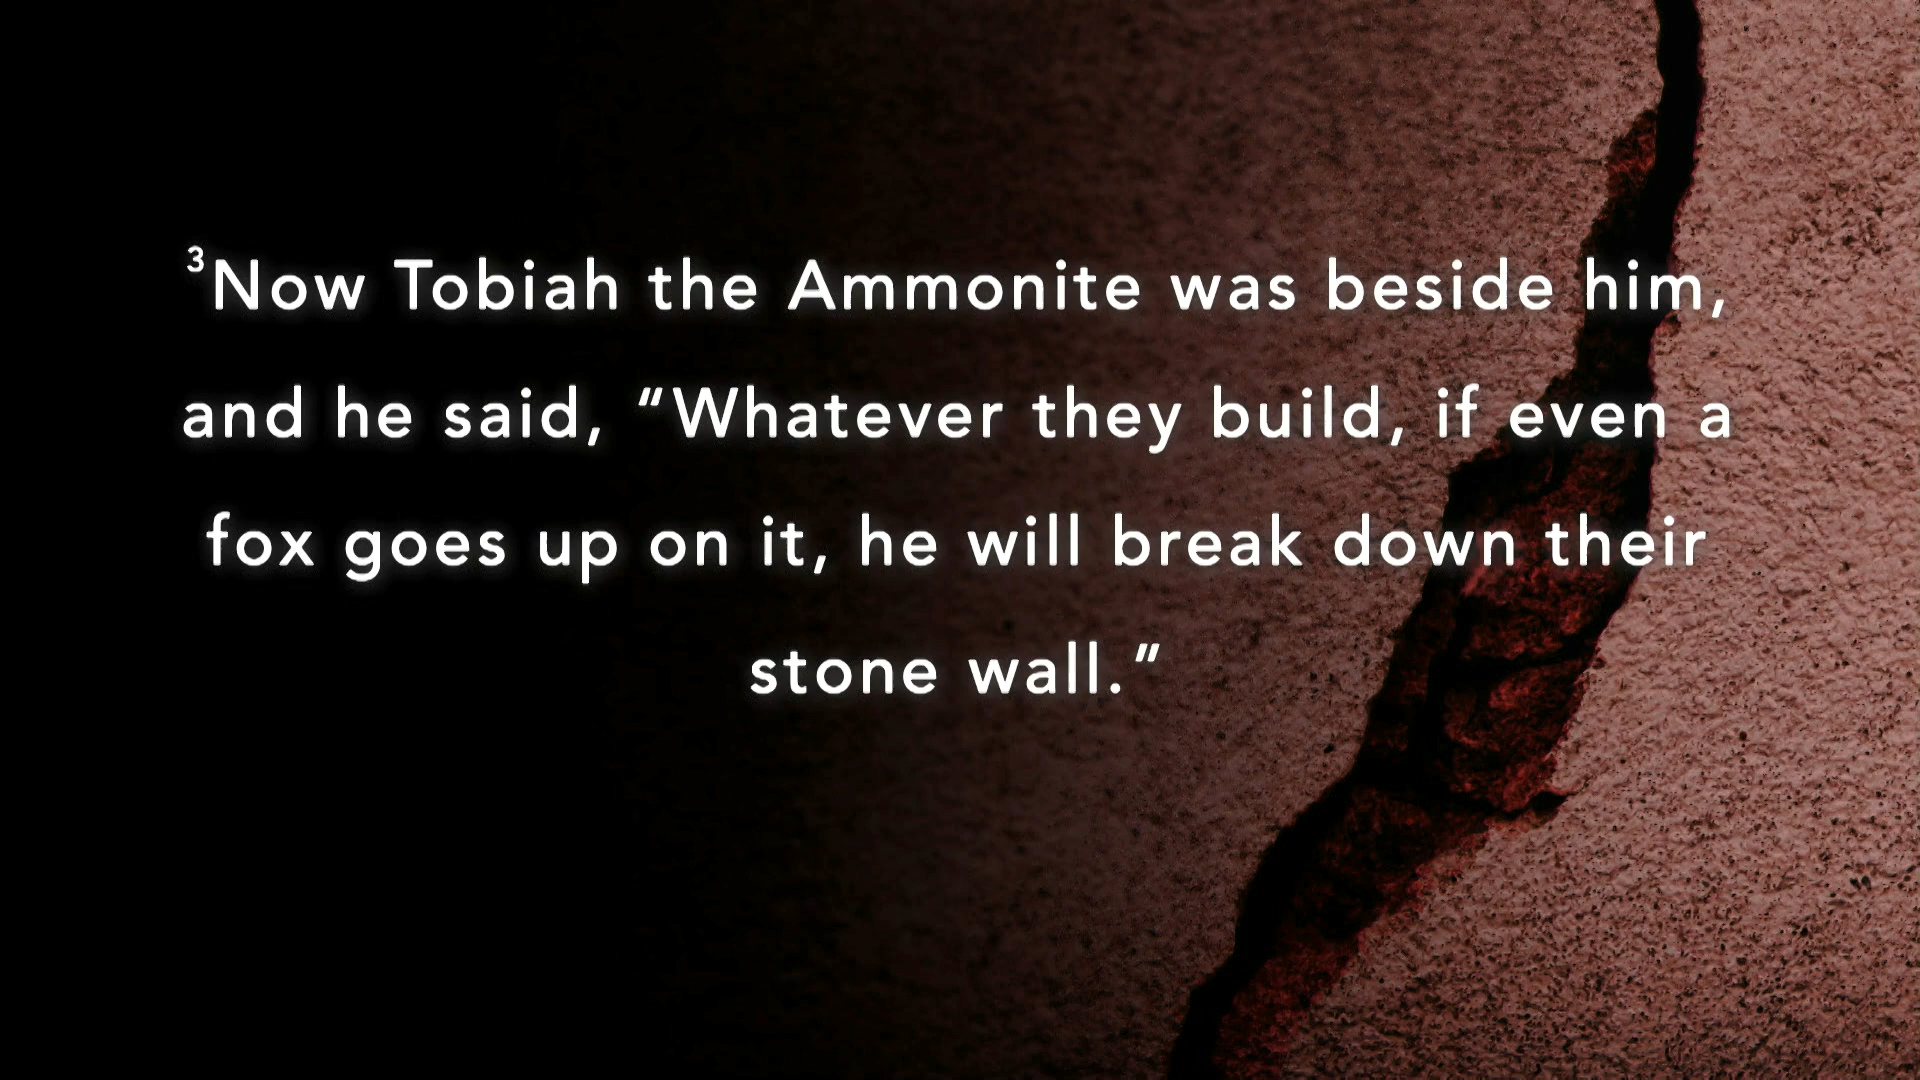 ³Now Tobiah the Ammonite was beside him,
and he said, “Whatever they build, if even a
fox goes up on it, he will break down their
stone wall.”